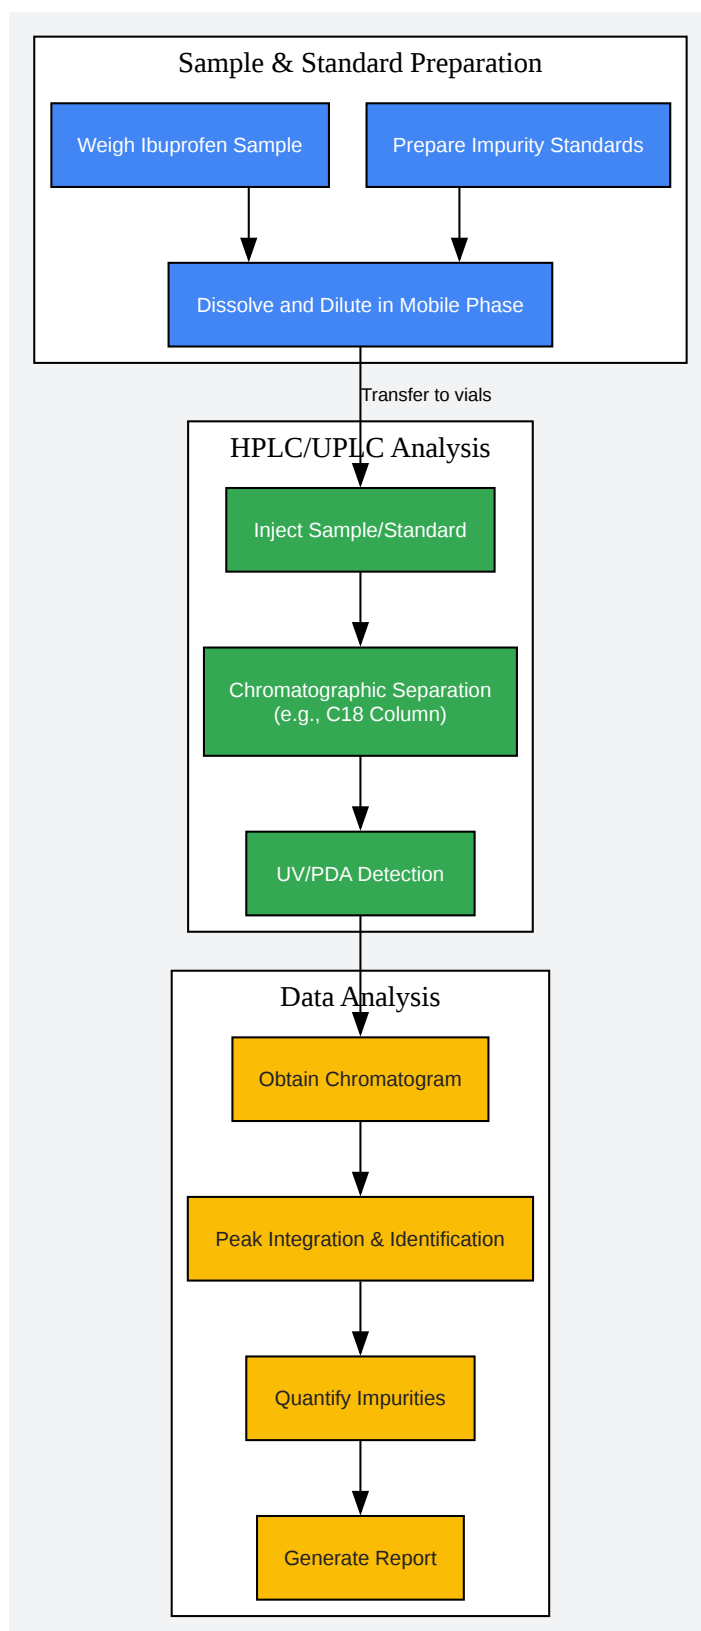 Sample & Standard Preparation
Weigh Ibuprofen Sample
Prepare Impurity Standards
Dissolve and Dilute in Mobile Phase
Transfer to vials
HPLC/UPLC Analysis
Inject Sample/Standard
Chromatographic Separation
(e.g., C18 Column)
UV/PDA Detection
Data Analysis
Obtain Chromatogram
Peak Integration & Identification
Quantify Impurities
Generate Report